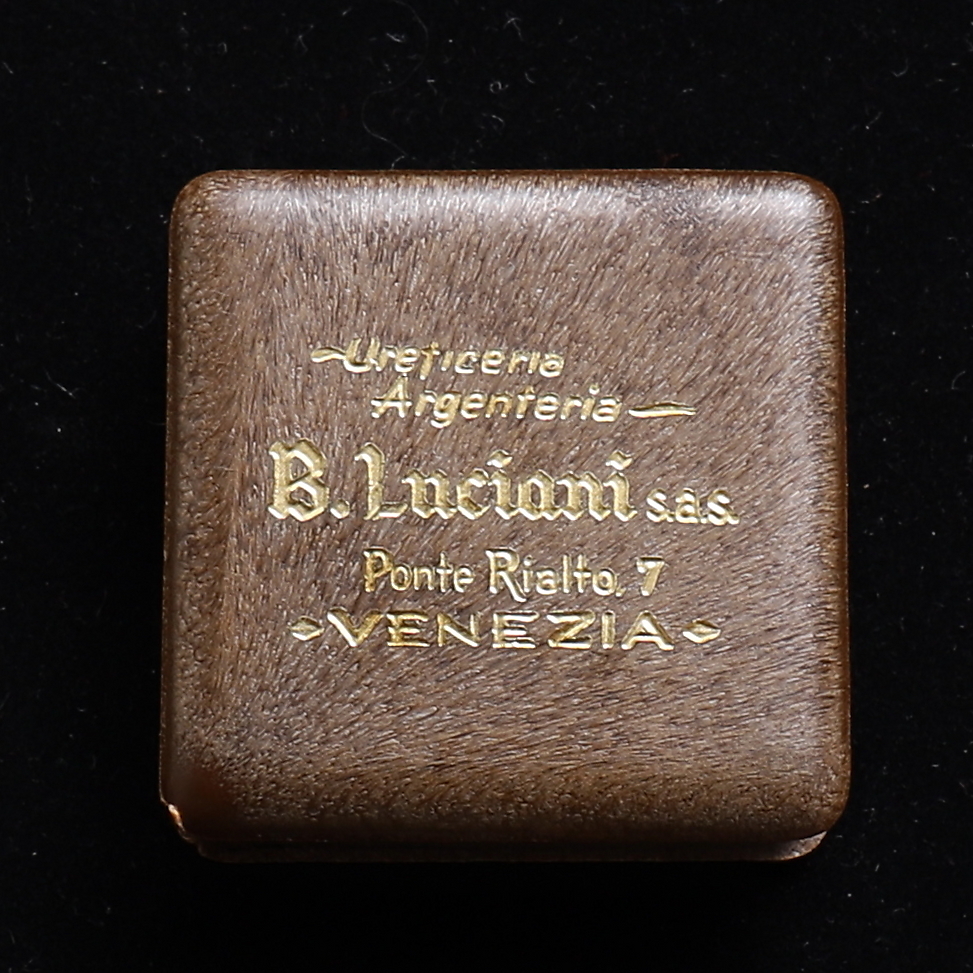 Oreficeria
Argenteria
B. Luciani s.a.s.
Ponte Rialto, 7
VENEZIA